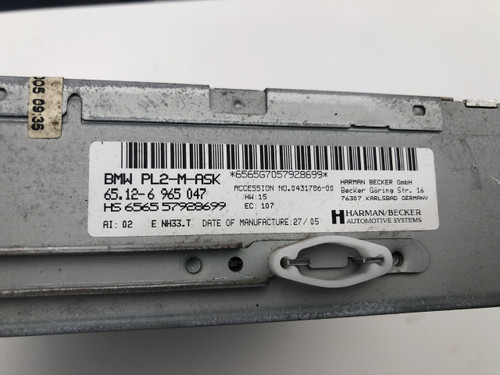 005 09:35
BMW PL2-M-ASK
*6565G7057928699*
65.12-6 965 047
HS 6565 57928699
ACCESSION NO.0431786-00
HW:15
EC: 107
HARMAN BECKER GmbH
Becker Göring Str. 16
76307 KARLSBAD GERMANY
AI: 02 E NH33.T DATE OF MANUFACTURE:27/05
HARMAN/BECKER
AUTOMOTIVE SYSTEMS